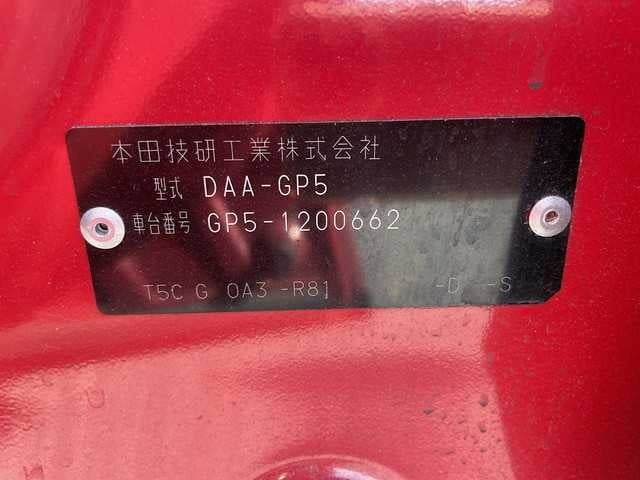 本田技研工業株式会社
型式 DAA-GP5
車台番号 GP5-1200662
T5C G 0A3 -R81 -D --S